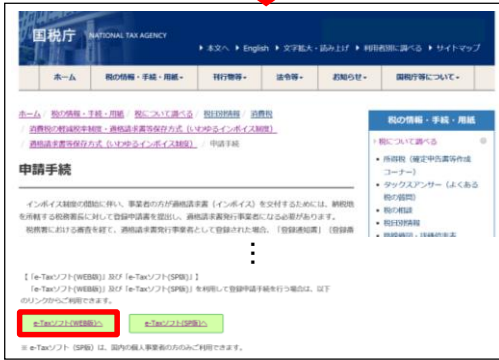 国税庁 NATIONAL TAX AGENCY
本文へ English 文字拡大・読み上げ 利用者別に調べる サイトマップ
ホーム 税の情報・手続・用紙 刊行物等 法令等 お知らせ 国税庁等について
ホーム / 税の情報・手続・用紙 / 税について調べる / 税目別情報 / 消費税
/ 消費税の軽減税率制度・適格請求書等保存方式（いわゆるインボイス制度）
/ 適格請求書等保存方式（いわゆるインボイス制度） / 申請手続
申請手続
インボイス制度の開始に伴い、事業者の方が適格請求書（インボイス）を交付するためには、納税地
を所轄する税務署長に対して登録申請書を提出し、適格請求書発行事業者になる必要があります。
税務署における審査を経て、適格請求書発行事業者として登録された場合、「登録通知書」（登録番
税の情報・手続・用紙
税について調べる
所得税（確定申告書等作成
コーナー）
タックスアンサー（よくある
税の質問）
税の相談
税目別情報
【「e-Taxソフト(WEB版)」及び「e-Taxソフト(SP版)」】
「e-Taxソフト(WEB版)」及び「e-Taxソフト(SP版)」を利用して登録申請手続を行う場合は、以下
のリンクからご利用できます。
e-Taxソフト(WEB版)へ e-Taxソフト(SP版)へ
※ e-Taxソフト（SP版）は、国内の個人事業者の方のみご利用できます。